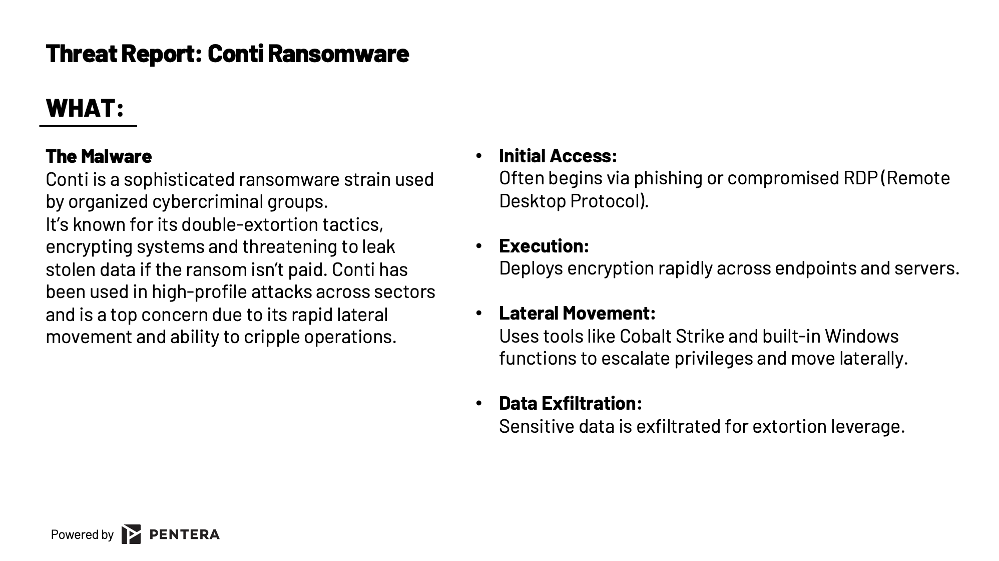 Threat Report: Conti Ransomware
WHAT:
The Malware
Conti is a sophisticated ransomware strain used
by organized cybercriminal groups.
It’s known for its double-extortion tactics,
encrypting systems and threatening to leak
stolen data if the ransom isn’t paid. Conti has
been used in high-profile attacks across sectors
and is a top concern due to its rapid lateral
movement and ability to cripple operations.
• Initial Access:
Often begins via phishing or compromised RDP (Remote
Desktop Protocol).
• Execution:
Deploys encryption rapidly across endpoints and servers.
• Lateral Movement:
Uses tools like Cobalt Strike and built-in Windows
functions to escalate privileges and move laterally.
• Data Exfiltration:
Sensitive data is exfiltrated for extortion leverage.
Powered by PENTERA